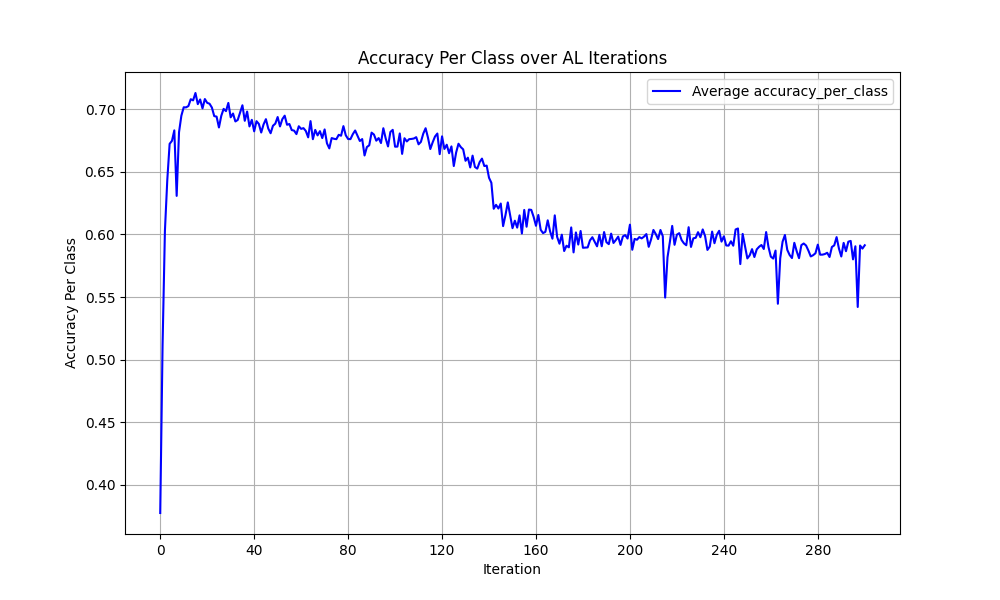 Accuracy Per Class over AL Iterations
Average accuracy_per_class
Accuracy Per Class
0.70
0.65
0.60
0.55
0.50
0.45
0.40
0 40 80 120 160 200 240 280
Iteration